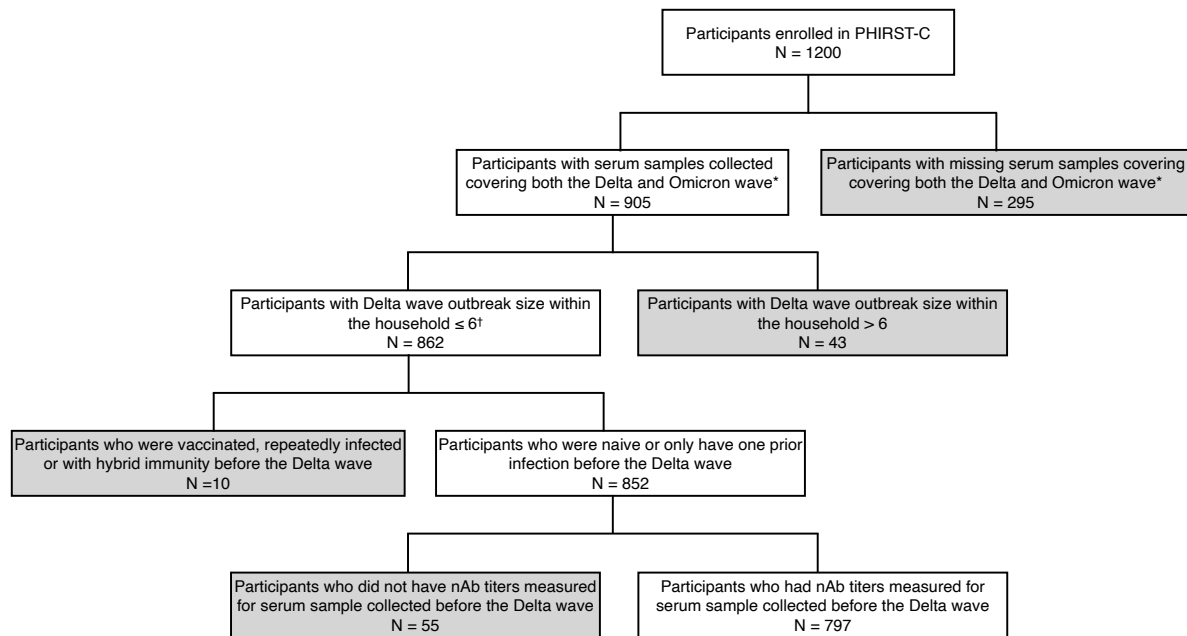 Participants enrolled in PHIRST-C
N = 1200
Participants with serum samples collected
covering both the Delta and Omicron wave*
N = 905
Participants with missing serum samples covering
covering both the Delta and Omicron wave*
N = 295
Participants with Delta wave outbreak size within
the household ≤ 6†
N = 862
Participants with Delta wave outbreak size within
the household > 6
N = 43
Participants who were vaccinated, repeatedly infected
or with hybrid immunity before the Delta wave
N =10
Participants who were naive or only have one prior
infection before the Delta wave
N = 852
Participants who did not have nAb titers measured
for serum sample collected before the Delta wave
N = 55
Participants who had nAb titers measured for
serum sample collected before the Delta wave
N = 797